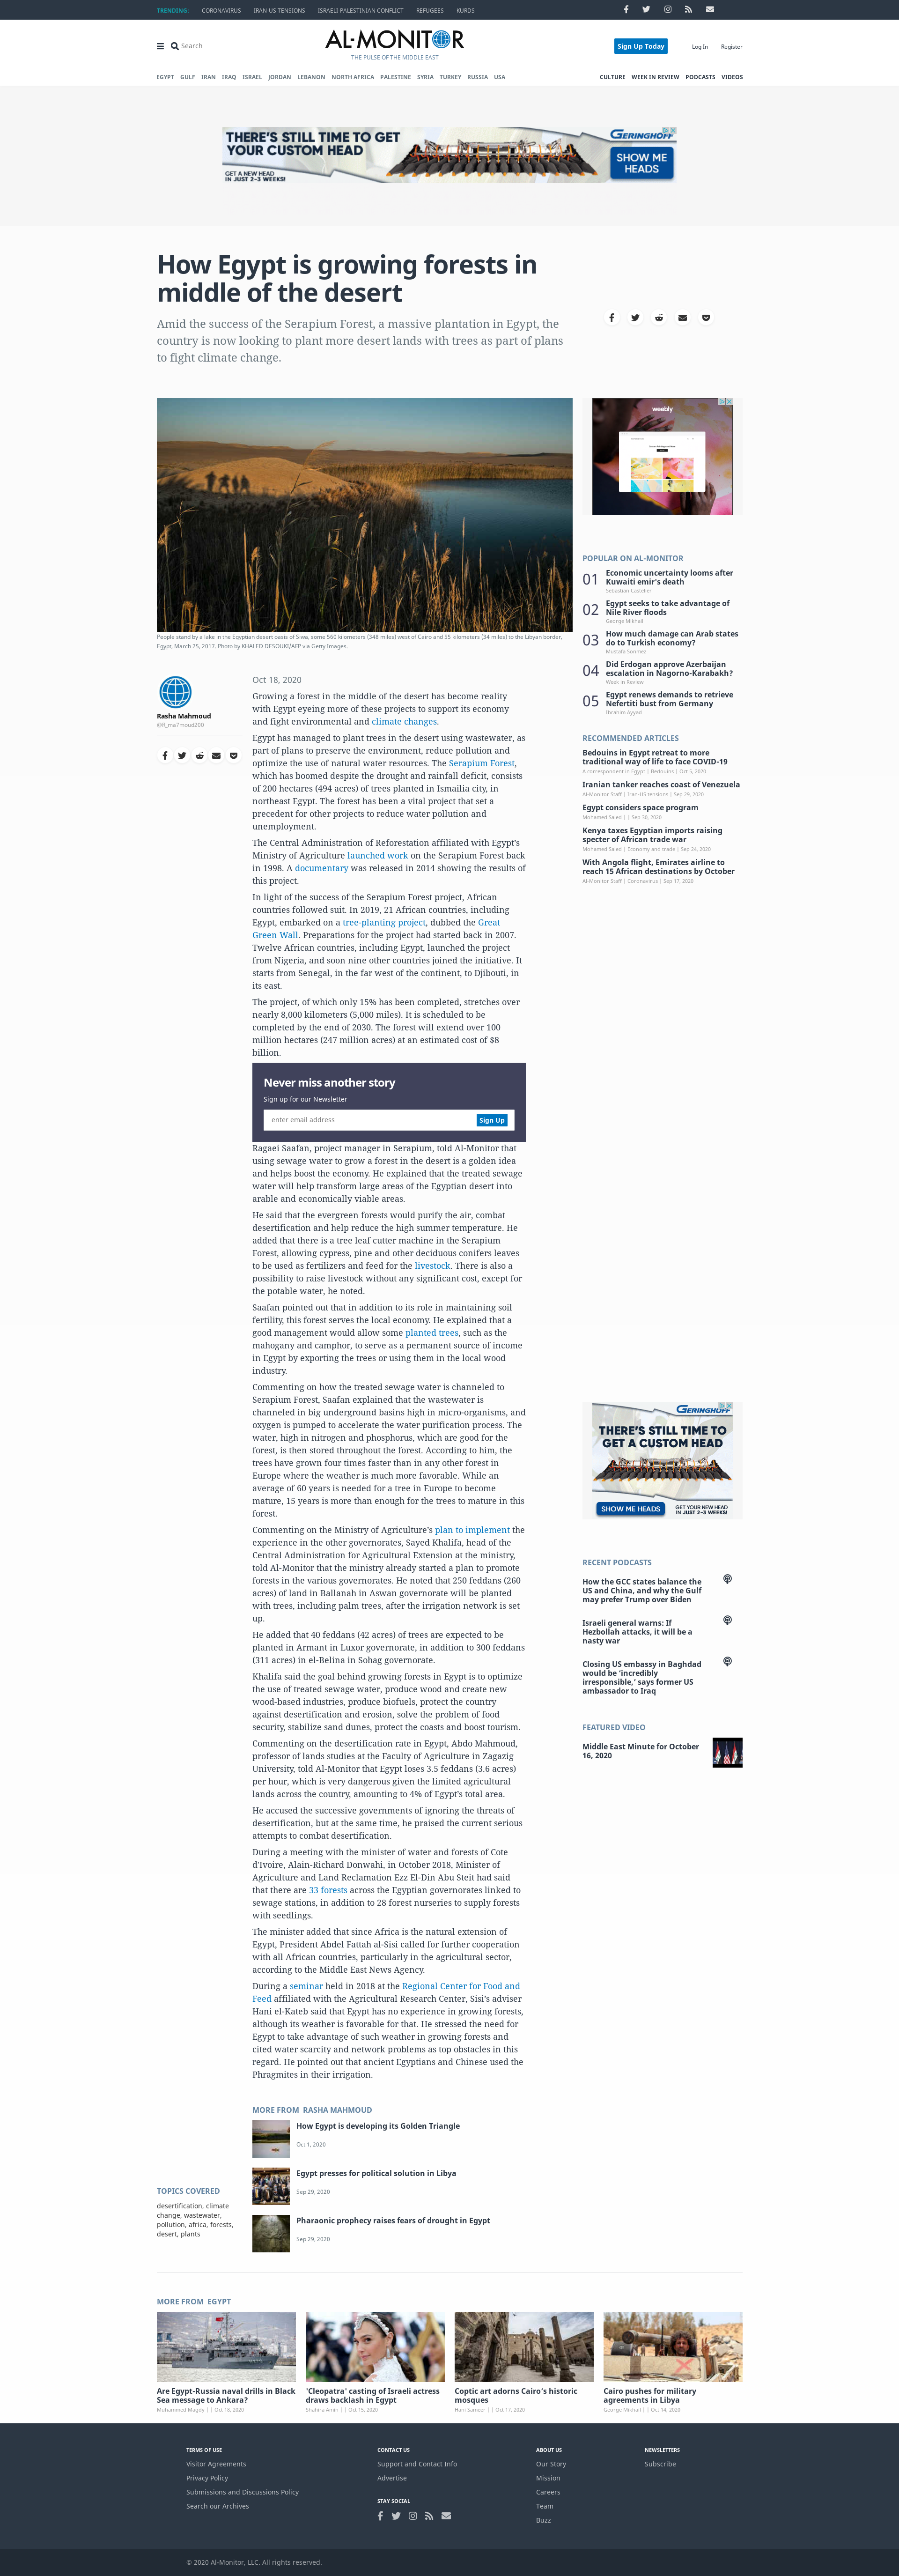 TRENDING: CORONAVIRUS IRAN-US TENSIONS ISRAELI-PALESTINIAN CONFLICT REFUGEES KURDS
Search
AL-MONITOR
THE PULSE OF THE MIDDLE EAST
Sign Up Today Log In Register
EGYPT GULF IRAN IRAQ ISRAEL JORDAN LEBANON NORTH AFRICA PALESTINE SYRIA TURKEY RUSSIA USA CULTURE WEEK IN REVIEW PODCASTS VIDEOS
THERE'S STILL TIME TO GET
YOUR CUSTOM HEAD
GET A NEW HEAD
IN JUST 2-3 WEEKS!
GERINGHOFF
SHOW ME
HEADS
How Egypt is growing forests in
middle of the desert
Amid the success of the Serapium Forest, a massive plantation in Egypt, the
country is now looking to plant more desert lands with trees as part of plans
to fight climate change.
People stand by a lake in the Egyptian desert oasis of Siwa, some 560 kilometers (348 miles) west of Cairo and 55 kilometers (34 miles) to the Libyan border,
Egypt, March 25, 2017. Photo by KHALED DESOUKI/AFP via Getty Images.
Rasha Mahmoud
@R_ma7moud200
Oct 18, 2020
Growing a forest in the middle of the desert has become reality
with Egypt eyeing more of these projects to support its economy
and fight environmental and climate changes.
Egypt has managed to plant trees in the desert using wastewater, as
part of plans to preserve the environment, reduce pollution and
optimize the use of natural water resources. The Serapium Forest,
which has boomed despite the drought and rainfall deficit, consists
of 200 hectares (494 acres) of trees planted in Ismailia city, in
northeast Egypt. The forest has been a vital project that has
helped protect the environment, reduce water pollution and
unemployment.
The Central Administration of Reforestation affiliated with Egypt's
Ministry of Agriculture launched work on the Serapium Forest back
in 1998. A documentary was released in 2014 showing the results of
this project.
In light of the success of the Serapium Forest project, African
countries followed suit. In 2019, 21 African countries, including
Egypt, embarked on a tree-planting project, dubbed the Great
Green Wall. Preparations for the project had started back in 2007.
Twelve African countries, including Egypt, launched the project
from Nigeria, and soon nine other countries joined the initiative. It
starts from Senegal, in the far west of the continent, to Djibouti, in
its east.
The project, of which only 15% has been completed, stretches over
nearly 8,000 kilometers (5,000 miles). It is scheduled to be
completed by the end of 2030. The forest will extend over 100
million hectares (247 million acres) at an estimated cost of $8
billion.
Never miss another story
Sign up for our Newsletter
enter email address Sign Up
Ragaei Saafan, project manager in Serapium, told Al-Monitor that
using sewage water to grow a forest in the desert is a golden idea
and helps boost the economy. He explained that the treated sewage
water will help transform large areas of the Egyptian desert into
arable and economically viable areas.
He said that the evergreen forests would purify the air, combat
desertification and help reduce the high summer temperature. He
added that there is a tree leaf cutter machine in the Serapium
Forest, allowing cypress, pine and other deciduous conifers leaves
to be used as fertilizers and feed for the livestock. There is also a
possibility to raise livestock without any significant cost, except for
the potable water, he noted.
Saafan pointed out that in addition to its role in maintaining soil
fertility, this forest serves the local economy. He explained that a
good management would allow some planted trees, such as the
mahogany and camphor, to serve as a permanent source of income
in Egypt by exporting the trees or using them in the local wood
industry.
Commenting on how the treated sewage water is channeled to
Serapium Forest, Saafan explained that the wastewater is
channeled in big underground basins high in micro-organisms, and
oxygen is pumped to accelerate the water purification process. The
water, high in nitrogen and phosphorus, which are good for the
forest, is then stored throughout the forest. According to him, the
trees have grown four times faster than in any other forest in
Europe where the weather is much more favorable. While an
average of 60 years is needed for a tree in Europe to become
mature, 15 years is more than enough for the trees to mature in this
forest.
Commenting on the Ministry of Agriculture's plan to implement the
experience in the other governorates, Sayed Khalifa, head of the
Central Administration for Agricultural Extension at the ministry,
told Al-Monitor that the ministry already started a plan to promote
forests in the various governorates. He noted that 250 feddans (260
acres) of land in Ballanah in Aswan governorate will be planted
with trees, including palm trees, after the irrigation network is set
up.
He added that 40 feddans (42 acres) of trees are expected to be
planted in Armant in Luxor governorate, in addition to 300 feddans
(311 acres) in el-Belina in Sohag governorate.
Khalifa said the goal behind growing forests in Egypt is to optimize
the use of treated sewage water, produce wood and create new
wood-based industries, produce biofuels, protect the country
against desertification and erosion, solve the problem of food
security, stabilize sand dunes, protect the coasts and boost tourism.
Commenting on the desertification rate in Egypt, Abdo Mahmoud,
professor of lands studies at the Faculty of Agriculture in Zagazig
University, told Al-Monitor that Egypt loses 3.5 feddans (3.6 acres)
per hour, which is very dangerous given the limited agricultural
lands across the country, amounting to 4% of Egypt's total area.
He accused the successive governments of ignoring the threats of
desertification, but at the same time, he praised the current serious
attempts to combat desertification.
During a meeting with the minister of water and forests of Cote
d'Ivoire, Alain-Richard Donwahi, in October 2018, Minister of
Agriculture and Land Reclamation Ezz El-Din Abu Steit had said
that there are 33 forests across the Egyptian governorates linked to
sewage stations, in addition to 28 forest nurseries to supply forests
with seedlings.
The minister added that since Africa is the natural extension of
Egypt, President Abdel Fattah al-Sisi called for further cooperation
with all African countries, particularly in the agricultural sector,
according to the Middle East News Agency.
During a seminar held in 2018 at the Regional Center for Food and
Feed affiliated with the Agricultural Research Center, Sisi's adviser
Hani el-Kateb said that Egypt has no experience in growing forests,
although its weather is favorable for that. He stressed the need for
Egypt to take advantage of such weather in growing forests and
cited water scarcity and network problems as top obstacles in this
regard. He pointed out that ancient Egyptians and Chinese used the
Phragmites in their irrigation.
weebly
POPULAR ON AL-MONITOR
01 Economic uncertainty looms after
Kuwaiti emir's death
Sebastian Castelier
02 Egypt seeks to take advantage of
Nile River floods
George Mikhail
03 How much damage can Arab states
do to Turkish economy?
Mustafa Sonmez
04 Did Erdogan approve Azerbaijan
escalation in Nagorno-Karabakh?
Week in Review
05 Egypt renews demands to retrieve
Nefertiti bust from Germany
Ibrahim Ayyad
RECOMMENDED ARTICLES
Bedouins in Egypt retreat to more
traditional way of life to face COVID-19
A correspondent in Egypt | Bedouins | Oct 5, 2020
Iranian tanker reaches coast of Venezuela
Al-Monitor Staff | Iran-US tensions | Sep 29, 2020
Egypt considers space program
Mohamed Saied | | Sep 30, 2020
Kenya taxes Egyptian imports raising
specter of African trade war
Mohamed Saied | Economy and trade | Sep 24, 2020
With Angola flight, Emirates airline to
reach 15 African destinations by October
Al-Monitor Staff | Coronavirus | Sep 17, 2020
GERINGHOFF
THERE'S STILL TIME TO
GET A CUSTOM HEAD
SHOW ME HEADS
GET YOUR NEW HEAD
IN JUST 2-3 WEEKS!
RECENT PODCASTS
How the GCC states balance the
US and China, and why the Gulf
may prefer Trump over Biden
Israeli general warns: If
Hezbollah attacks, it will be a
nasty war
Closing US embassy in Baghdad
would be 'incredibly
irresponsible,' says former US
ambassador to Iraq
FEATURED VIDEO
Middle East Minute for October
16, 2020
MORE FROM RASHA MAHMOUD
How Egypt is developing its Golden Triangle
Oct 1, 2020
Egypt presses for political solution in Libya
Sep 29, 2020
Pharaonic prophecy raises fears of drought in Egypt
Sep 29, 2020
TOPICS COVERED
desertification, climate
change, wastewater,
pollution, africa, forests,
desert, plants
MORE FROM EGYPT
Are Egypt-Russia naval drills in Black
Sea message to Ankara?
Muhammed Magdy | | Oct 18, 2020
'Cleopatra' casting of Israeli actress
draws backlash in Egypt
Shahira Amin | | Oct 15, 2020
Coptic art adorns Cairo's historic
mosques
Hani Sameer | | Oct 17, 2020
Cairo pushes for military
agreements in Libya
George Mikhail | | Oct 14, 2020
TERMS OF USE
Visitor Agreements
Privacy Policy
Submissions and Discussions Policy
Search our Archives
CONTACT US
Support and Contact Info
Advertise
STAY SOCIAL
ABOUT US
Our Story
Mission
Careers
Team
Buzz
NEWSLETTERS
Subscribe
© 2020 Al-Monitor, LLC. All rights reserved.